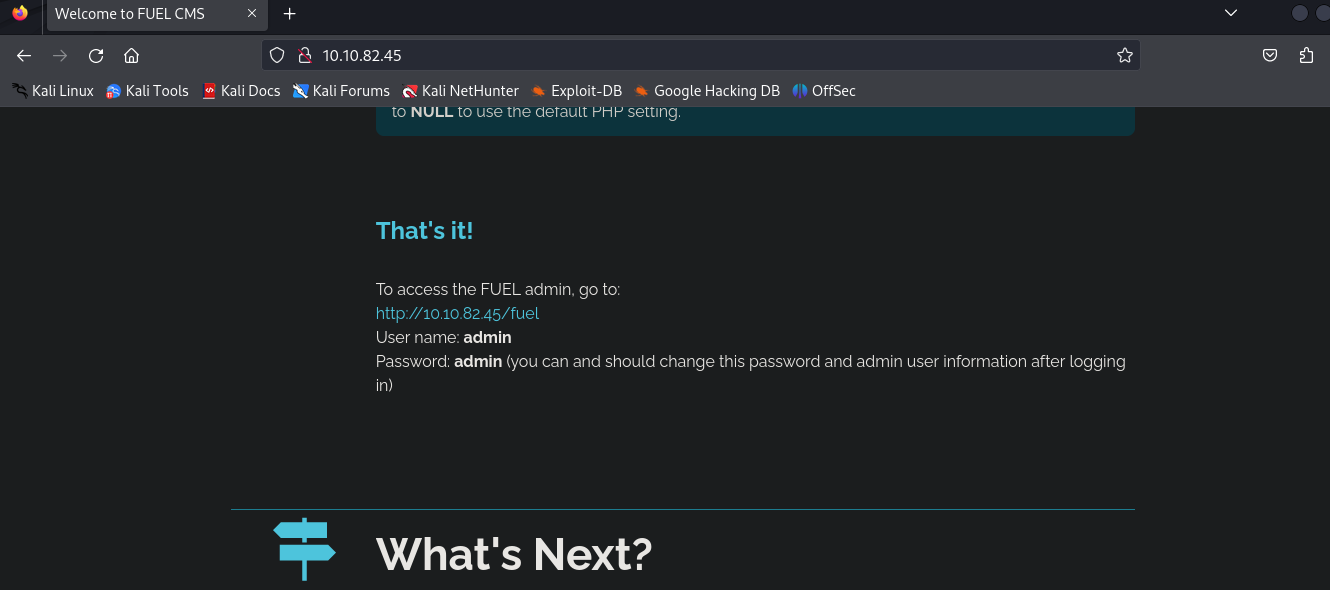 Welcome to FUEL CMS
10.10.82.45
Kali Linux Kali Tools Kali Docs Kali Forums Kali NetHunter Exploit-DB Google Hacking DB OffSec
to NULL to use the default PHP setting.
That's it!
To access the FUEL admin, go to:
http://10.10.82.45/fuel
User name: admin
Password: admin (you can and should change this password and admin user information after logging
in)
What's Next?